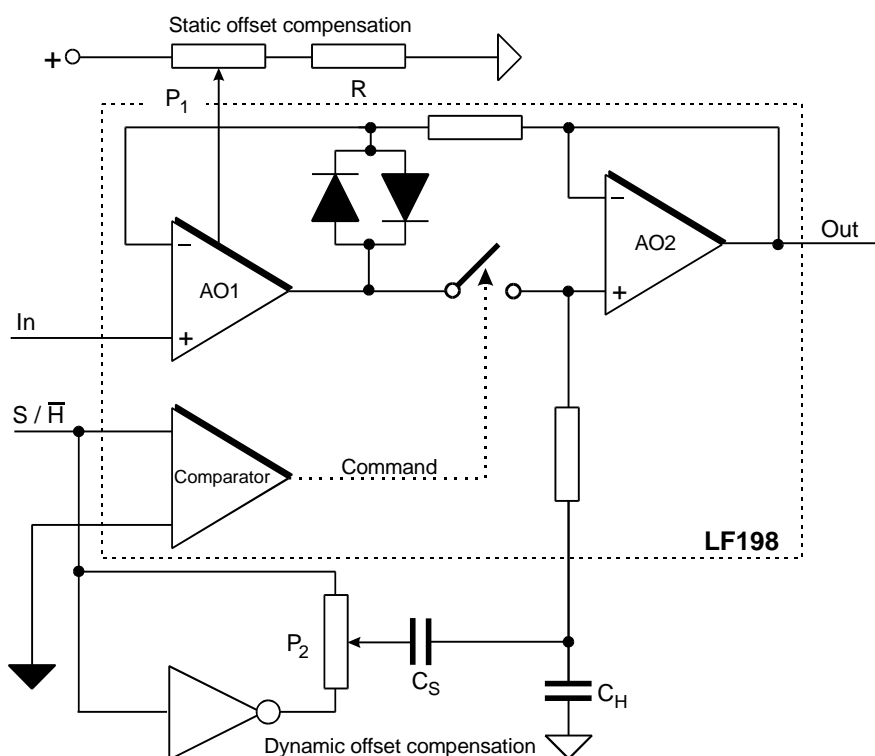 Static offset compensation
+
P1
R
−
−
AO2
Out
AO1
+
In
+
S / H̅
Comparator
Command
LF198
P2
CS
CH
Dynamic offset compensation